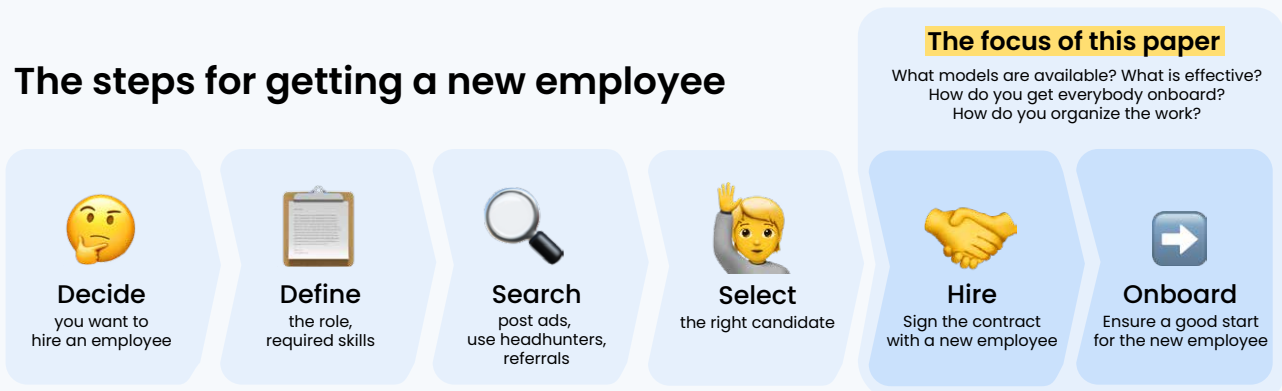 The steps for getting a new employee
The focus of this paper
What models are available? What is effective?
How do you get everybody onboard?
How do you organize the work?
Decide
you want to
hire an employee
Define
the role,
required skills
Search
post ads,
use headhunters,
referrals
Select
the right candidate
Hire
Sign the contract
with a new employee
Onboard
Ensure a good start
for the new employee